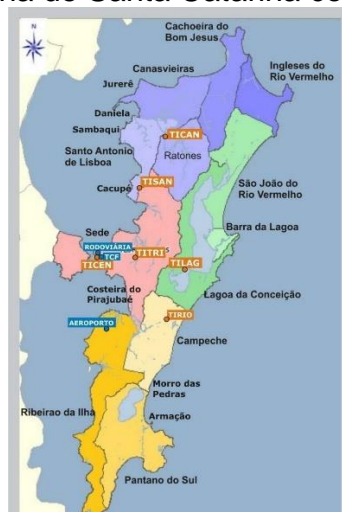 N
Cachoeira do
Bom Jesus
Canasvieiras
Ingleses do
Rio Vermelho
Jurerê
Daniela
Sambaqui
TICAN
Santo Antonio
de Lisboa
Ratones
TISAN
Cacupé
São João do
Rio Vermelho
Sede
Barra da Lagoa
RODOVIÁRIA
TCF
TICEN
TITRI
TILAG
Costeira do
Pirajubaé
Lagoa da Conceição
AEROPORTO
TIRIO
Campeche
Morro das
Pedras
Ribeirao da Ilha
Armação
Pantano do Sul